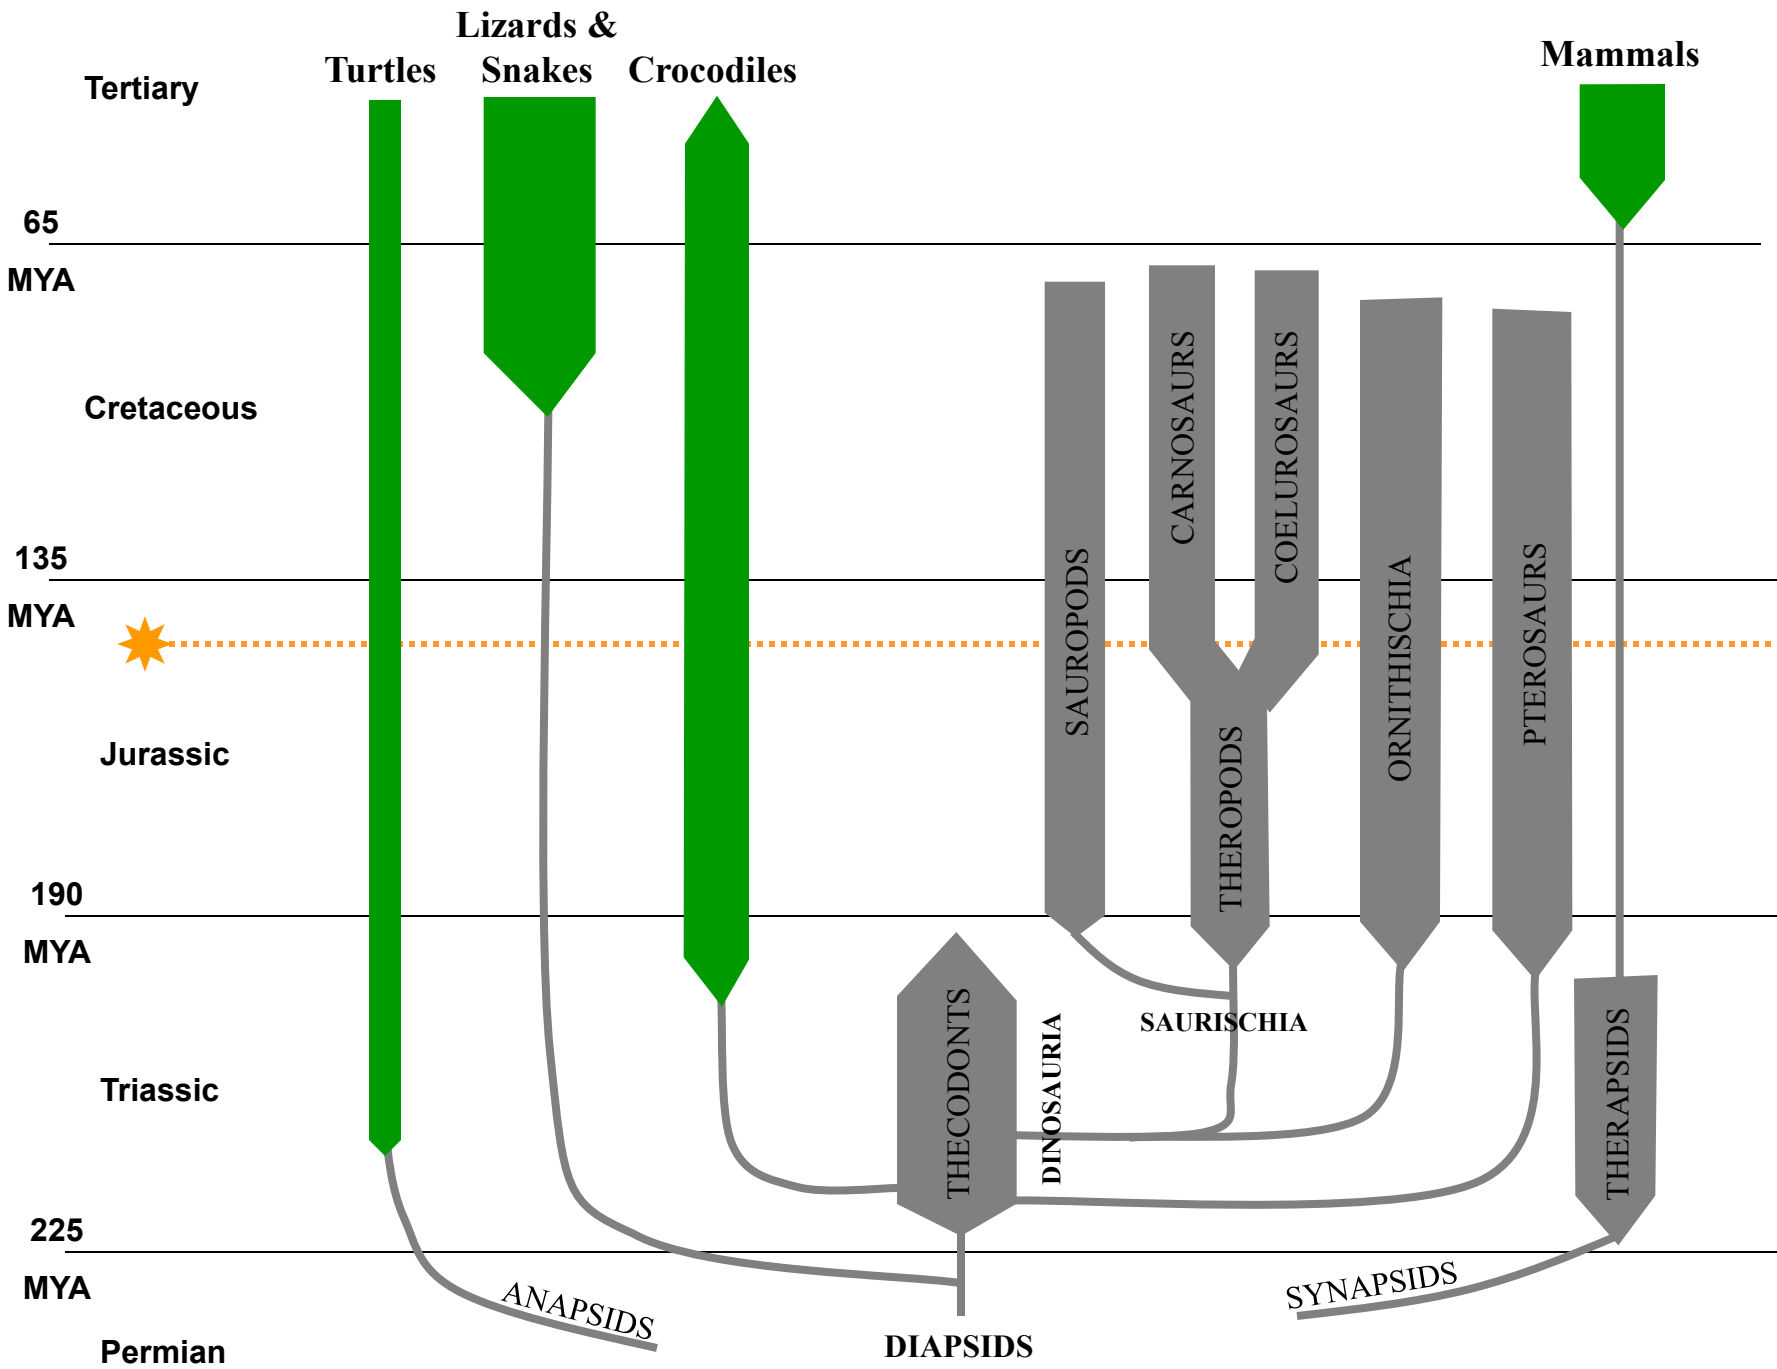 Lizards &
Turtles Snakes Crocodiles
Mammals
Tertiary
65
MYA
Cretaceous
135
MYA
Jurassic
190
MYA
Triassic
225
MYA
Permian
SAUROPODS
CARNOSAURS
COELUROSAURS
THEROPODS
ORNITHISCHIA
PTEROSAURS
THECODONTS
DINOSAURIA
SAURISCHIA
THERAPSIDS
ANAPSIDS
DIAPSIDS
SYNAPSIDS